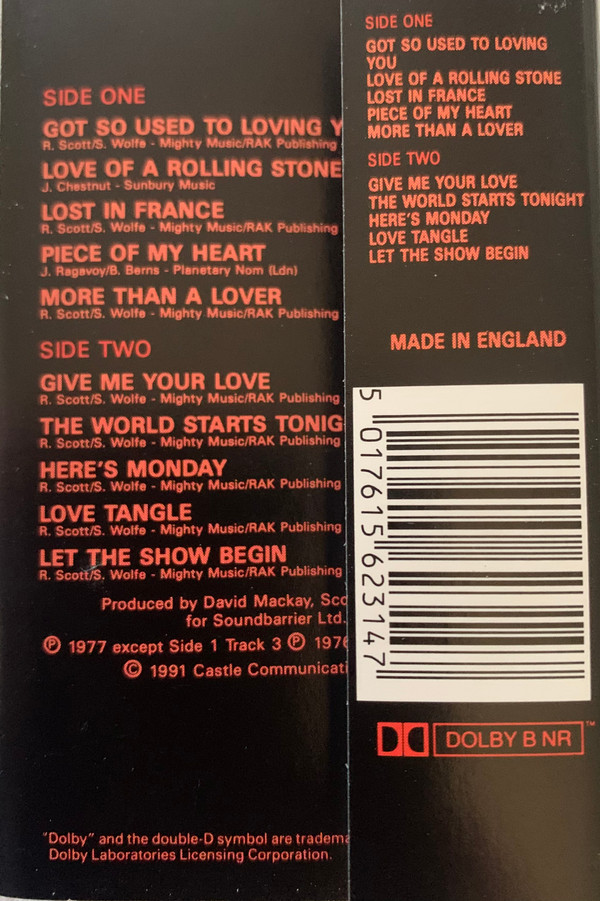 SIDE ONE
GOT SO USED TO LOVING Y
R. Scott/S. Wolfe - Mighty Music/RAK Publishing
LOVE OF A ROLLING STONE
J. Chestnut - Sunbury Music
LOST IN FRANCE
R. Scott/S. Wolfe - Mighty Music/RAK Publishing
PIECE OF MY HEART
J. Ragavoy/B. Berns - Planetary Nom (Ldn)
MORE THAN A LOVER
R. Scott/S. Wolfe - Mighty Music/RAK Publishing
SIDE TWO
GIVE ME YOUR LOVE
R. Scott/S. Wolfe - Mighty Music/RAK Publishing
THE WORLD STARTS TONIG
R. Scott/S. Wolfe - Mighty Music/RAK Publishing
HERE'S MONDAY
R. Scott/S. Wolfe - Mighty Music/RAK Publishing
LOVE TANGLE
R. Scott/S. Wolfe - Mighty Music/RAK Publishing
LET THE SHOW BEGIN
R. Scott/S. Wolfe - Mighty Music/RAK Publishing
Produced by David Mackay, Sco
for Soundbarrier Ltd.
Ⓟ 1977 except Side 1 Track 3 Ⓟ 1976
© 1991 Castle Communicati
"Dolby" and the double-D symbol are tradema
Dolby Laboratories Licensing Corporation.
SIDE ONE
GOT SO USED TO LOVING
YOU
LOVE OF A ROLLING STONE
LOST IN FRANCE
PIECE OF MY HEART
MORE THAN A LOVER
SIDE TWO
GIVE ME YOUR LOVE
THE WORLD STARTS TONIGHT
HERE'S MONDAY
LOVE TANGLE
LET THE SHOW BEGIN
MADE IN ENGLAND
5 017615 623147
DOLBY B NR ™